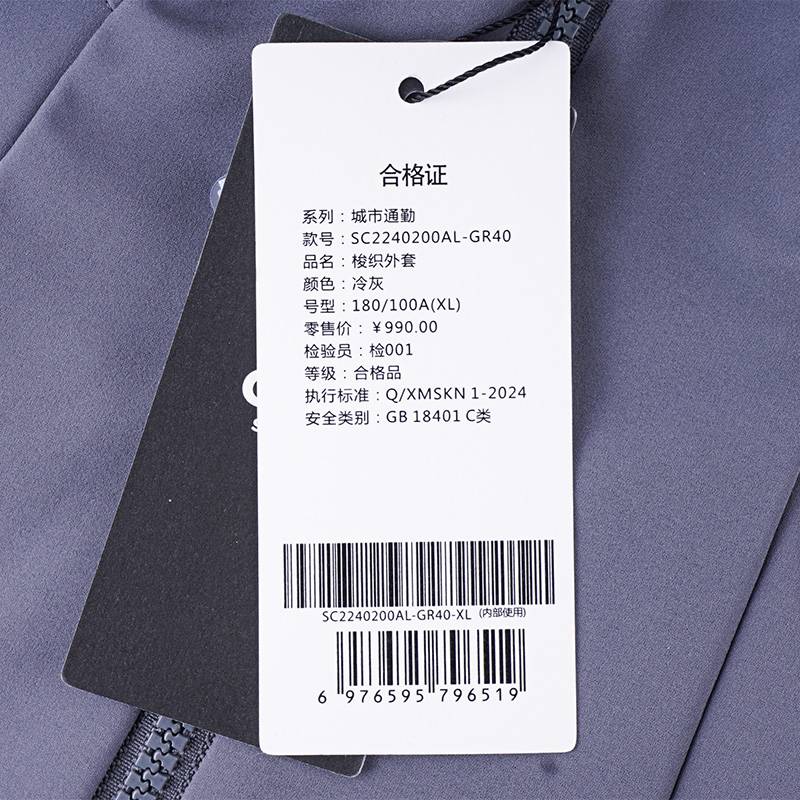 合格证
系列：城市通勤
款号：SC2240200AL-GR40
品名：梭织外套
颜色：冷灰
号型：180/100A(XL)
零售价：￥990.00
检验员：检001
等级：合格品
执行标准：Q/XMSKN 1-2024
安全类别：GB 18401 C类
SC2240200AL-GR40-XL (内部使用)
6 976595 796519